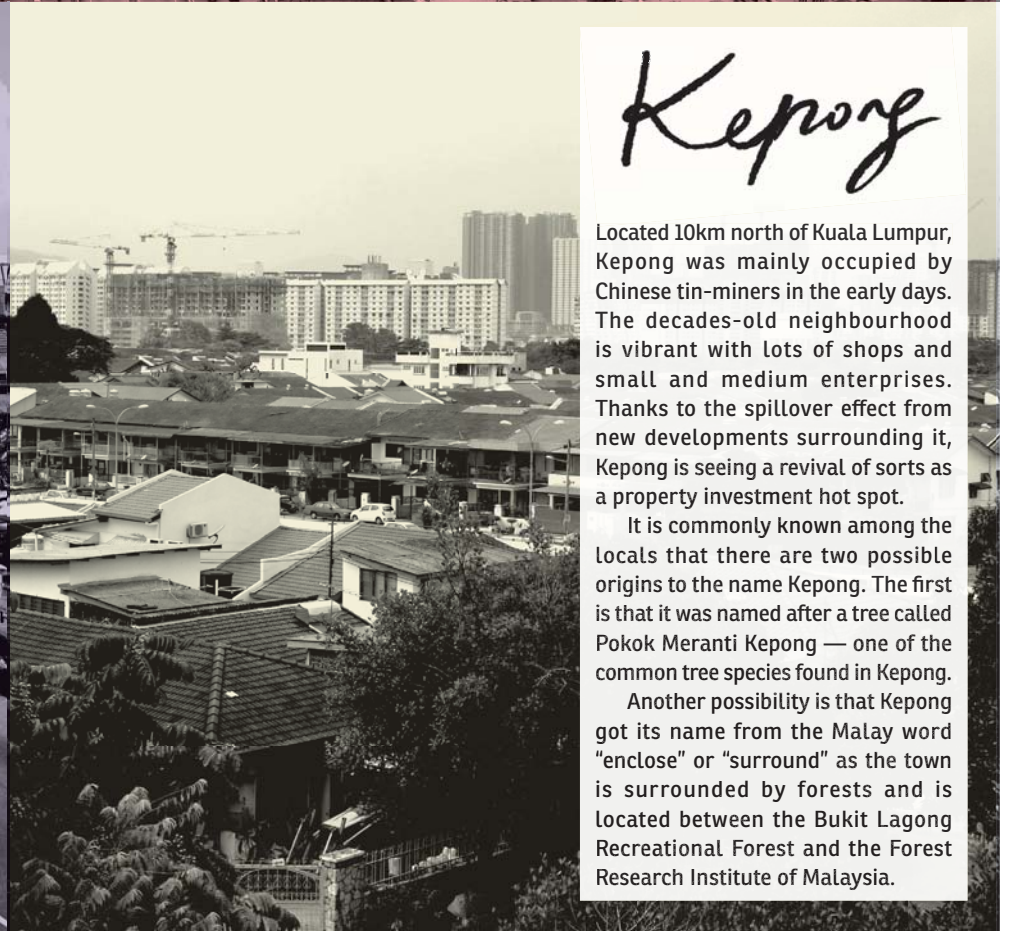 Kepong
Located 10km north of Kuala Lumpur,
Kepong was mainly occupied by
Chinese tin-miners in the early days.
The decades-old neighbourhood
is vibrant with lots of shops and
small and medium enterprises.
Thanks to the spillover effect from
new developments surrounding it,
Kepong is seeing a revival of sorts as
a property investment hot spot.
It is commonly known among the
locals that there are two possible
origins to the name Kepong. The first
is that it was named after a tree called
Pokok Meranti Kepong — one of the
common tree species found in Kepong.
Another possibility is that Kepong
got its name from the Malay word
“enclose” or “surround” as the town
is surrounded by forests and is
located between the Bukit Lagong
Recreational Forest and the Forest
Research Institute of Malaysia.